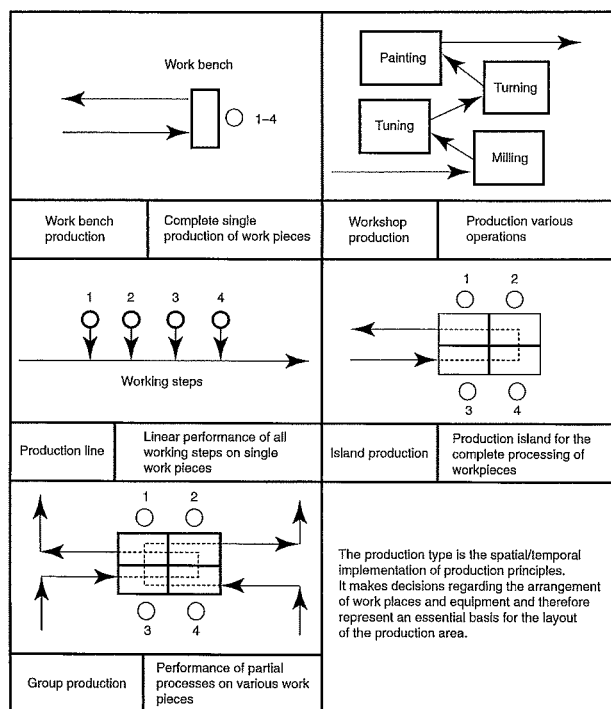 Work bench
1–4
Painting
Turning
Tuning
Milling
Work bench
production
Complete single
production of work pieces
Workshop
production
Production various
operations
1 2 3 4
Working steps
1 2
3 4
Production line
Linear performance of all
working steps on single
work pieces
Island production
Production island for the
complete processing of
workpieces
1 2
3 4
The production type is the spatial/temporal
implementation of production principles.
It makes decisions regarding the arrangement
of work places and equipment and therefore
represent an essential basis for the layout
of the production area.
Group production
Performance of partial
processes on various work
pieces